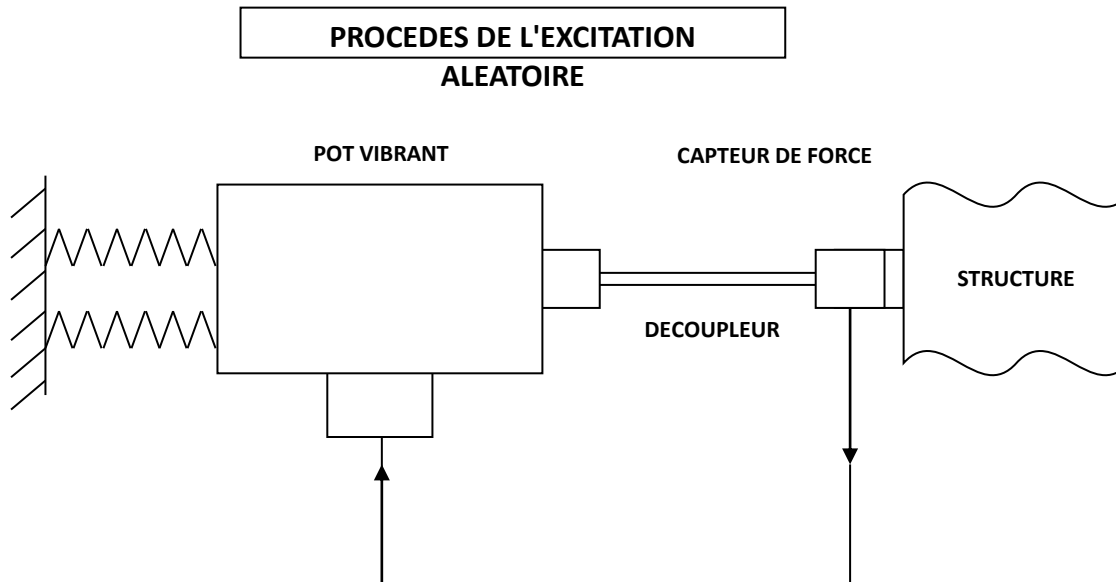 PROCEDES DE L'EXCITATION
ALEATOIRE
POT VIBRANT
CAPTEUR DE FORCE
STRUCTURE
DECOUPLEUR